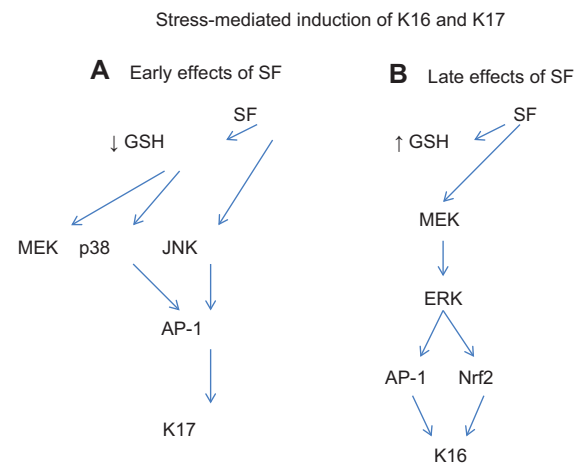 Stress-mediated induction of K16 and K17
A Early effects of SF
SF
↓ GSH
MEK p38 JNK
AP-1
K17
B Late effects of SF
SF
↑ GSH
MEK
ERK
AP-1 Nrf2
K16